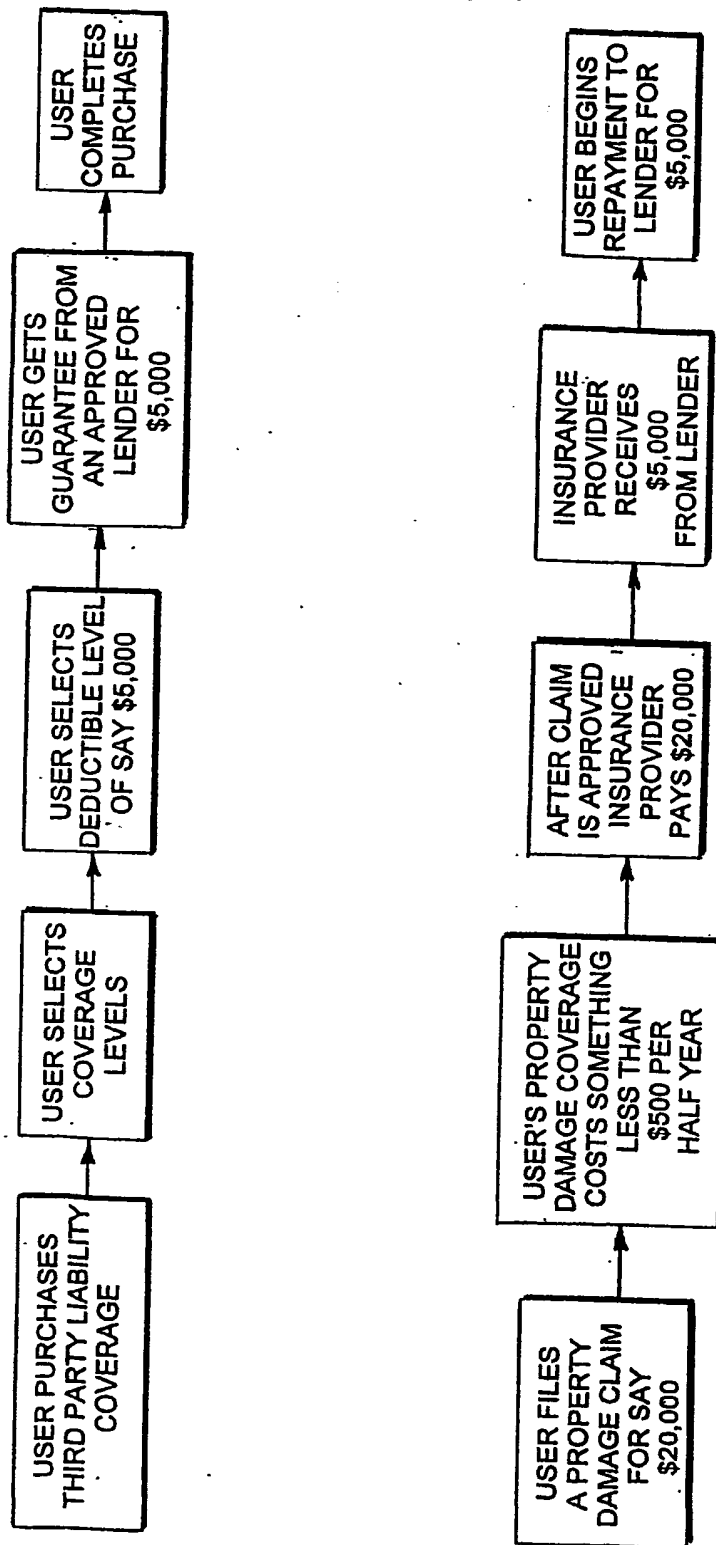 USER PURCHASES
THIRD PARTY LIABILITY
COVERAGE
USER SELECTS
COVERAGE
LEVELS
USER SELECTS
DEDUCTIBLE LEVEL
OF SAY $5,000
USER GETS
GUARANTEE FROM
AN APPROVED
LENDER FOR
$5,000
USER
COMPLETES
PURCHASE
USER FILES
A PROPERTY
DAMAGE CLAIM
FOR SAY
$20,000
USER'S PROPERTY
DAMAGE COVERAGE
COSTS SOMETHING
LESS THAN
$500 PER
HALF YEAR
AFTER CLAIM
IS APPROVED
INSURANCE
PROVIDER
PAYS $20,000
INSURANCE
PROVIDER
RECEIVES
$5,000
FROM LENDER
USER BEGINS
REPAYMENT TO
LENDER FOR
$5,000